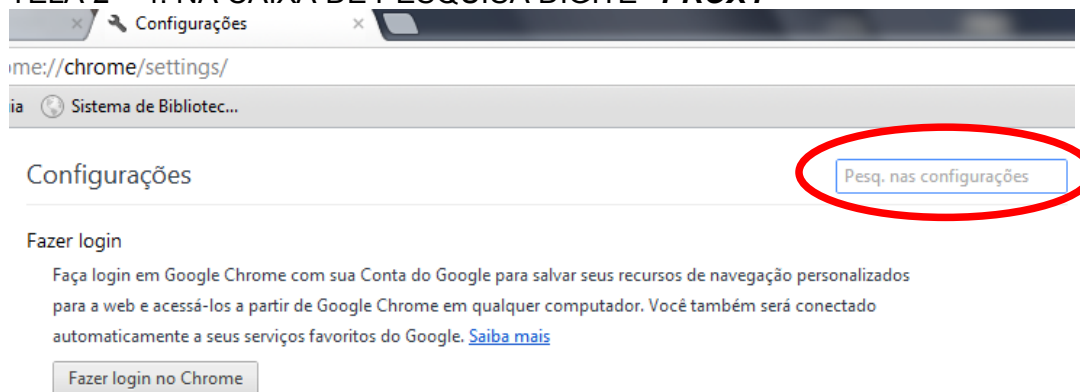 Configurações
ome://chrome/settings/
ia Sistema de Bibliotec...
Configurações
Pesq. nas configurações
Fazer login
Faça login em Google Chrome com sua Conta do Google para salvar seus recursos de navegação personalizados
para a web e acessá-los a partir de Google Chrome em qualquer computador. Você também será conectado
automaticamente a seus serviços favoritos do Google. Saiba mais
Fazer login no Chrome